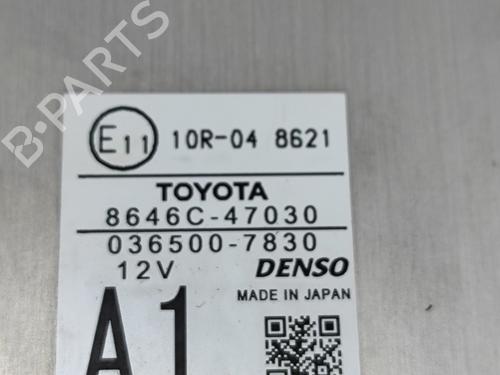 B-PARTS
E11 10R-04 8621
TOYOTA
8646C-47030
036500-7830
12V DENSO
A1 MADE IN JAPAN